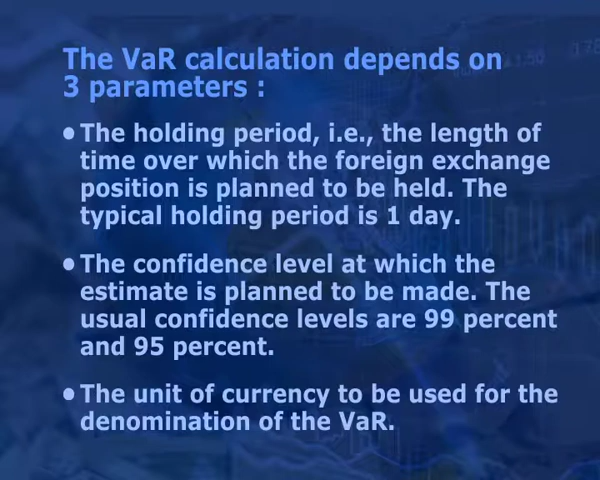 The VaR calculation depends on
3 parameters :
● The holding period, i.e., the length of
time over which the foreign exchange
position is planned to be held. The
typical holding period is 1 day.
● The confidence level at which the
estimate is planned to be made. The
usual confidence levels are 99 percent
and 95 percent.
● The unit of currency to be used for the
denomination of the VaR.